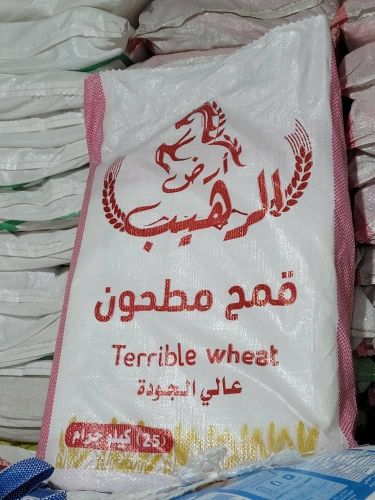 أرض
الرهيب
قمح مطحون
Terrible wheat
عالي الجودة
(25) كيلو جرام